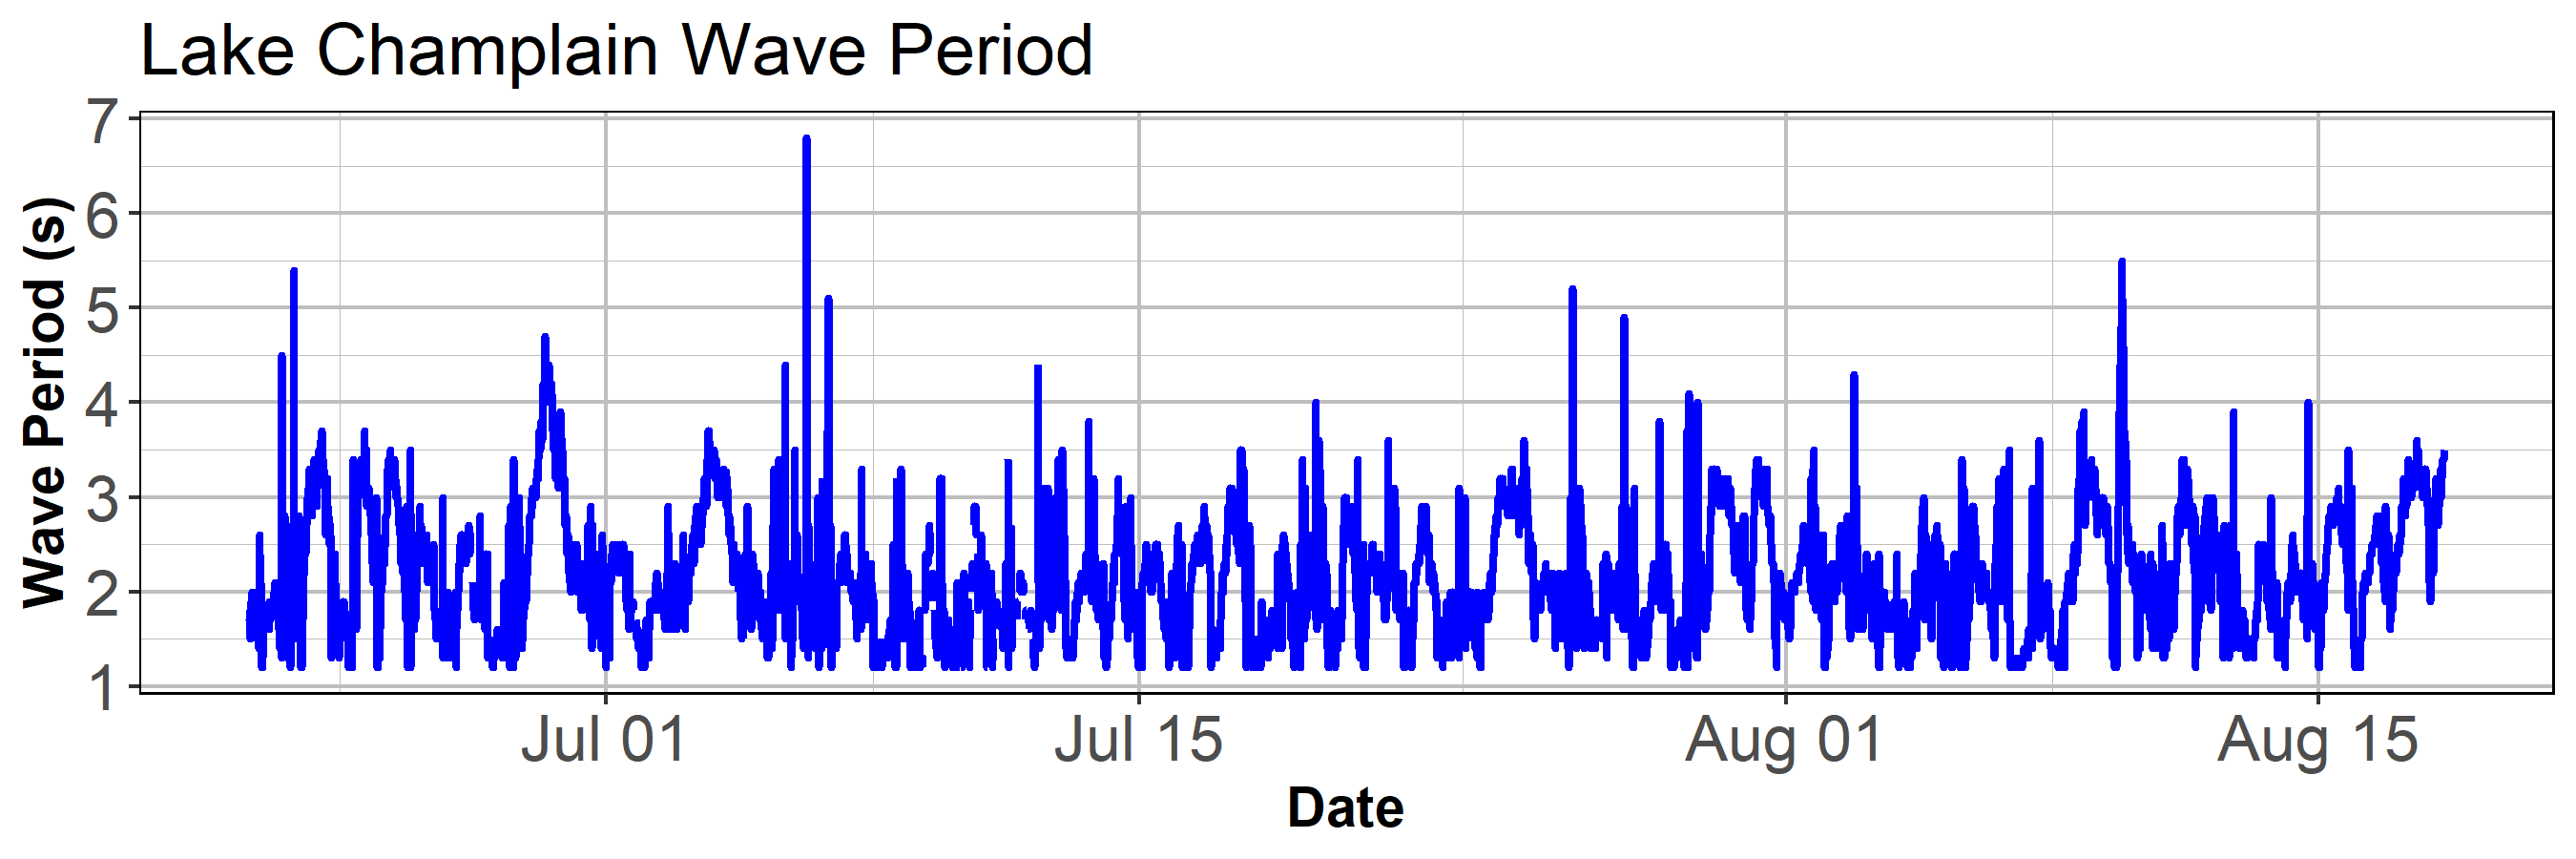 Lake Champlain Wave Period
Wave Period (s)
7
6
5
4
3
2
1
Jul 01
Jul 15
Aug 01
Aug 15
Date